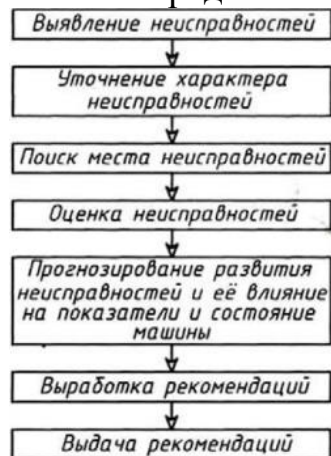 Выявление неисправностей
Уточнение характера
неисправностей
Поиск места неисправностей
Оценка неисправностей
Прогнозирование развития
неисправностей и её влияние
на показатели и состояние
машины
Выработка рекомендаций
Выдача рекомендаций